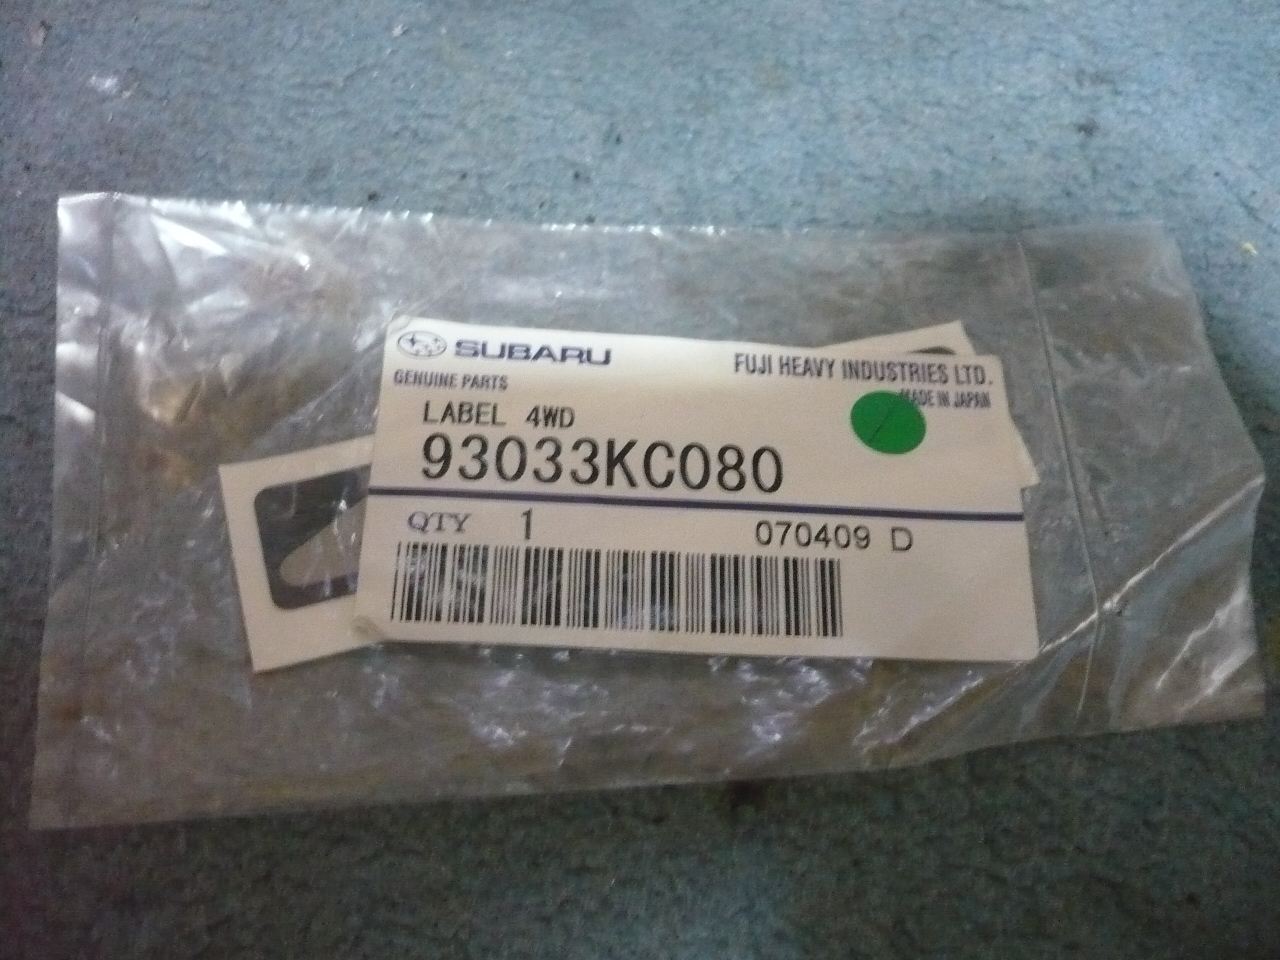 SUBARU
FUJI HEAVY INDUSTRIES LTD.
GENUINE PARTS
MADE IN JAPAN
LABEL 4WD
93033KC080
QTY 1
070409 D